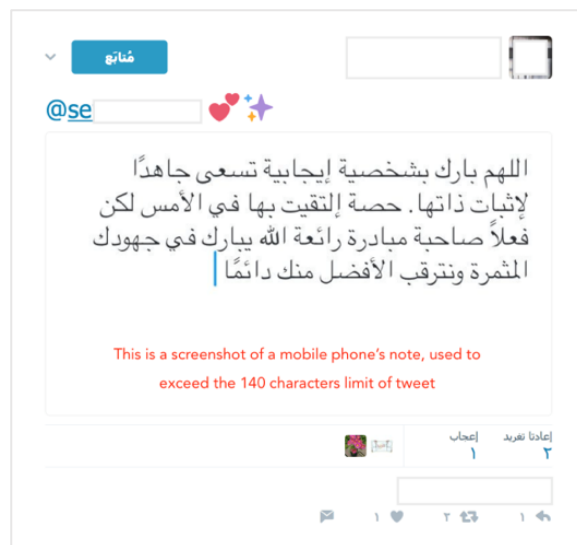 مُتابَع
@se
اللهم بارك بشخصية إيجابية تسعى جاهدًا
لإثبات ذاتها. حصة إلتقيت بها في الأمس لكن
فعلاً صاحبة مبادرة رائعة الله يبارك في جهودك
المثمرة ونترقب الأفضل منك دائمًا
This is a screenshot of a mobile phone's note, used to
exceed the 140 characters limit of tweet
إعادتا تغريد إعجاب
٢ ١
١ ٢ ١